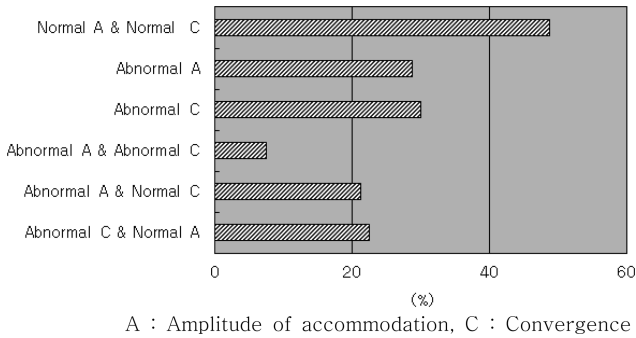 Normal A & Normal C
Abnormal A
Abnormal C
Abnormal A & Abnormal C
Abnormal A & Normal C
Abnormal C & Normal A
0 20 40 60
(%)
A : Amplitude of accommodation, C : Convergence